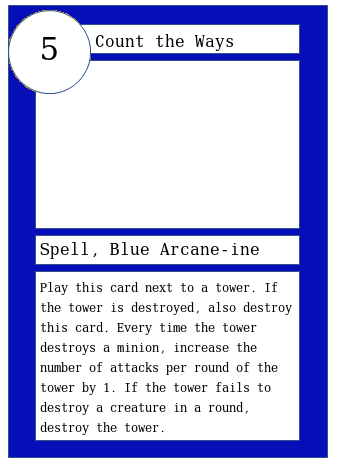 5
Count the Ways
Spell, Blue Arcane-ine
Play this card next to a tower. If
the tower is destroyed, also destroy
this card. Every time the tower
destroys a minion, increase the
number of attacks per round of the
tower by 1. If the tower fails to
destroy a creature in a round,
destroy the tower.